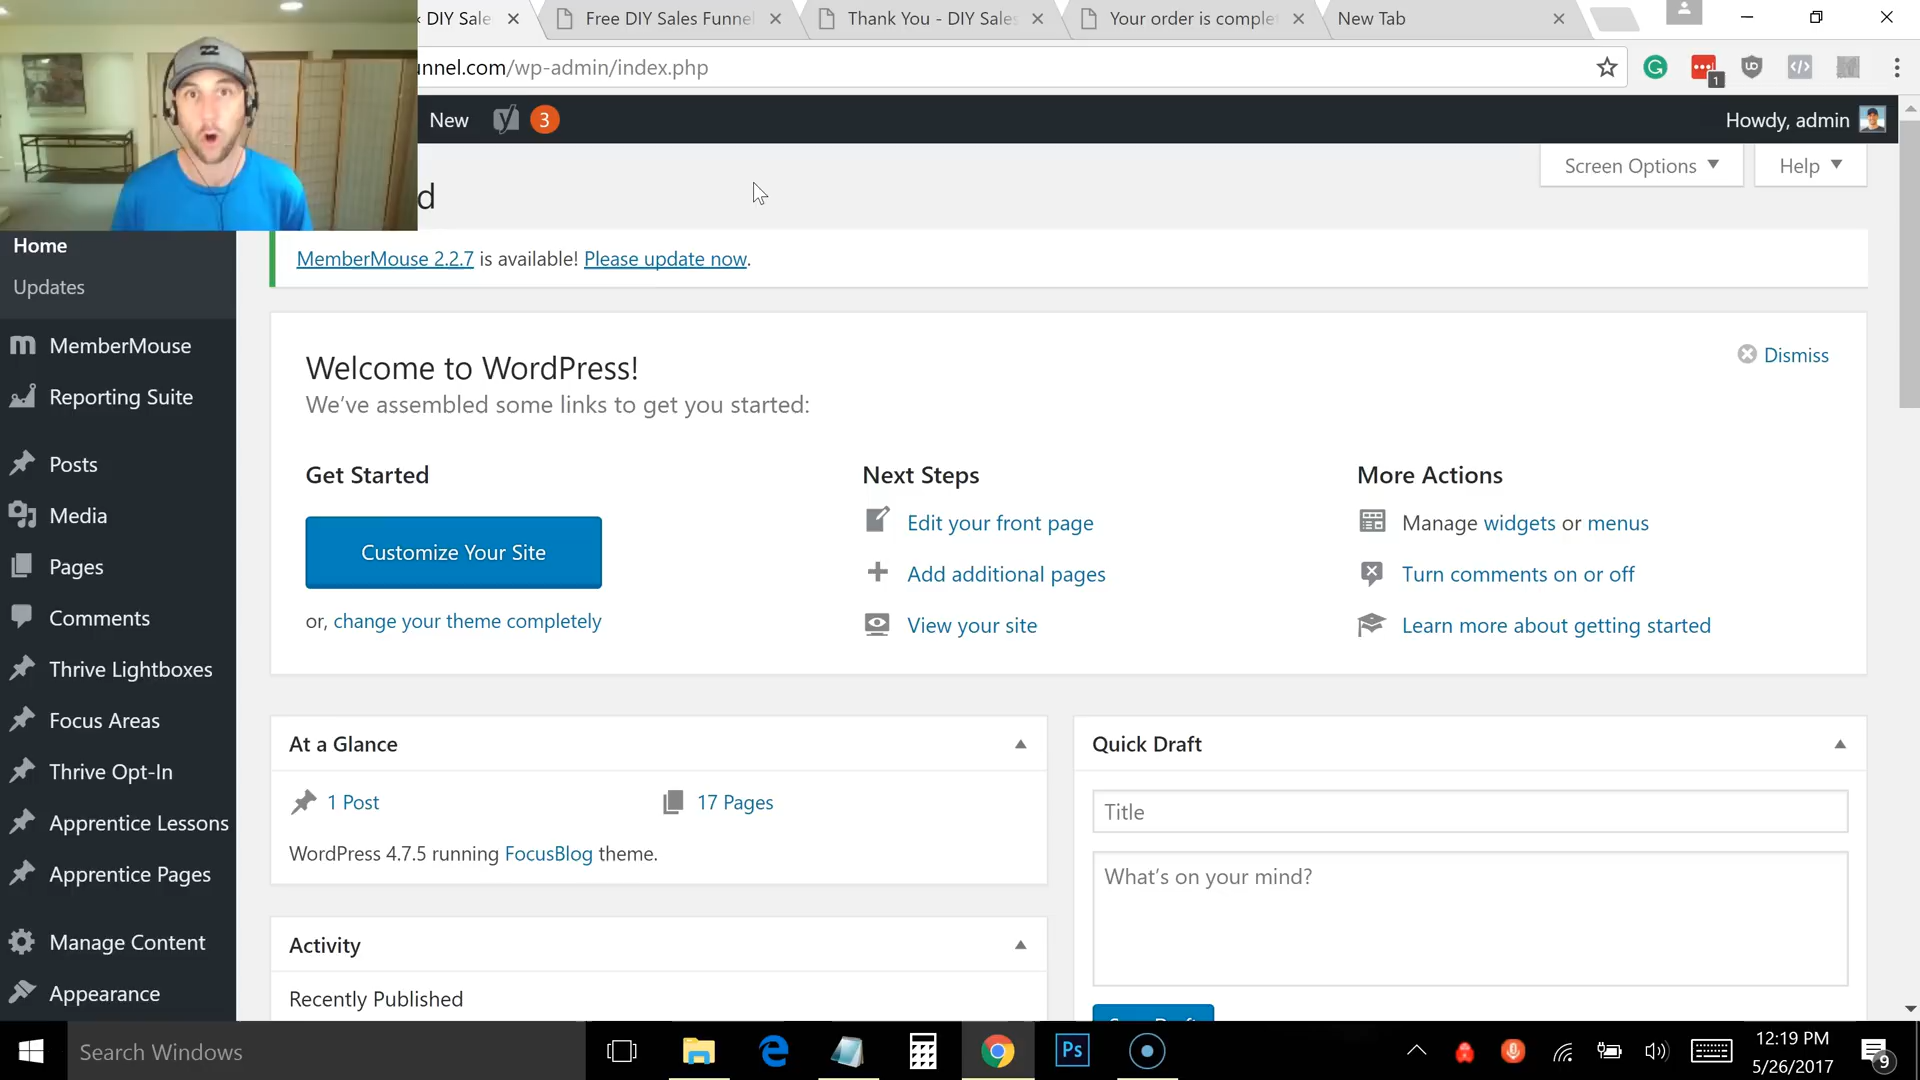 DIY Sale
Free DIY Sales Funnel
Thank You - DIY Sales
Your order is comple
New Tab
nnel.com/wp-admin/index.php
1
New
3
Howdy, admin
d
Screen Options
Help
Home
Updates
MemberMouse
Reporting Suite
Posts
Media
Pages
Comments
Thrive Lightboxes
Focus Areas
Thrive Opt-In
Apprentice Lessons
Apprentice Pages
Manage Content
Appearance
MemberMouse 2.2.7 is available! Please update now.
Welcome to WordPress!
We've assembled some links to get you started:
Dismiss
Get Started
Customize Your Site
or, change your theme completely
Next Steps
Edit your front page
Add additional pages
View your site
More Actions
Manage widgets or menus
Turn comments on or off
Learn more about getting started
At a Glance
1 Post
17 Pages
WordPress 4.7.5 running FocusBlog theme.
Activity
Recently Published
Quick Draft
Title
What's on your mind?
Search Windows
Ps
12:19 PM
5/26/2017
9